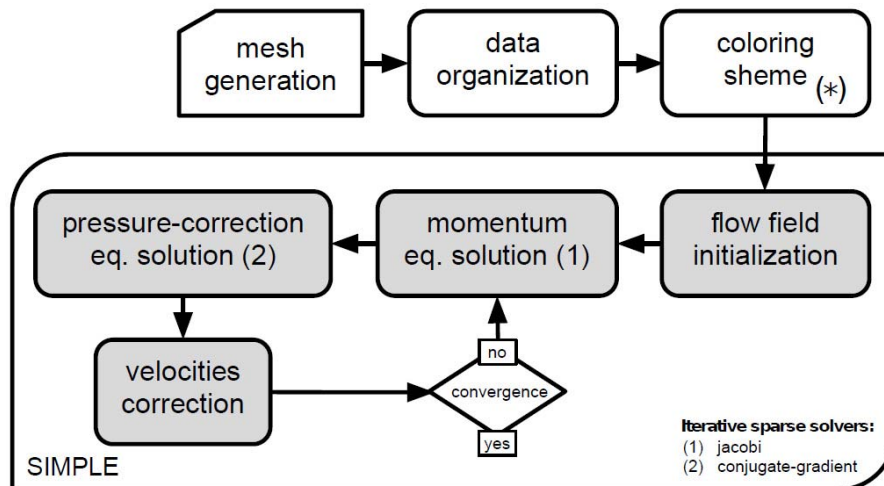 mesh
generation
data
organization
coloring
sheme (*)
pressure-correction
eq. solution (2)
momentum
eq. solution (1)
flow field
initialization
velocities
correction
no
convergence
yes
SIMPLE
Iterative sparse solvers:
(1) jacobi
(2) conjugate-gradient